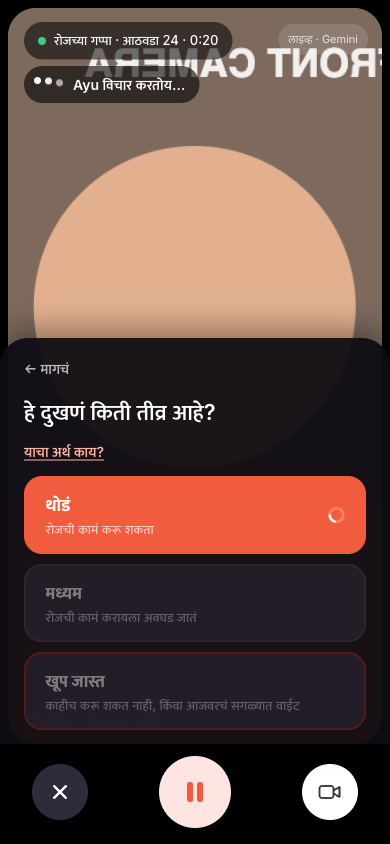 रोजच्या गप्पा · आठवडा 24 · 0:20
लाइव्ह · Gemini
FRONT CAMERA
Ayu विचार करतोय…
← मागचं
हे दुखणं किती तीव्र आहे?
याचा अर्थ काय?
थोडं
रोजची कामं करू शकता
मध्यम
रोजची कामं करायला अवघड जातं
खूप जास्त
काहीच करू शकत नाही, किंवा आजवरचं सगळ्यात वाईट